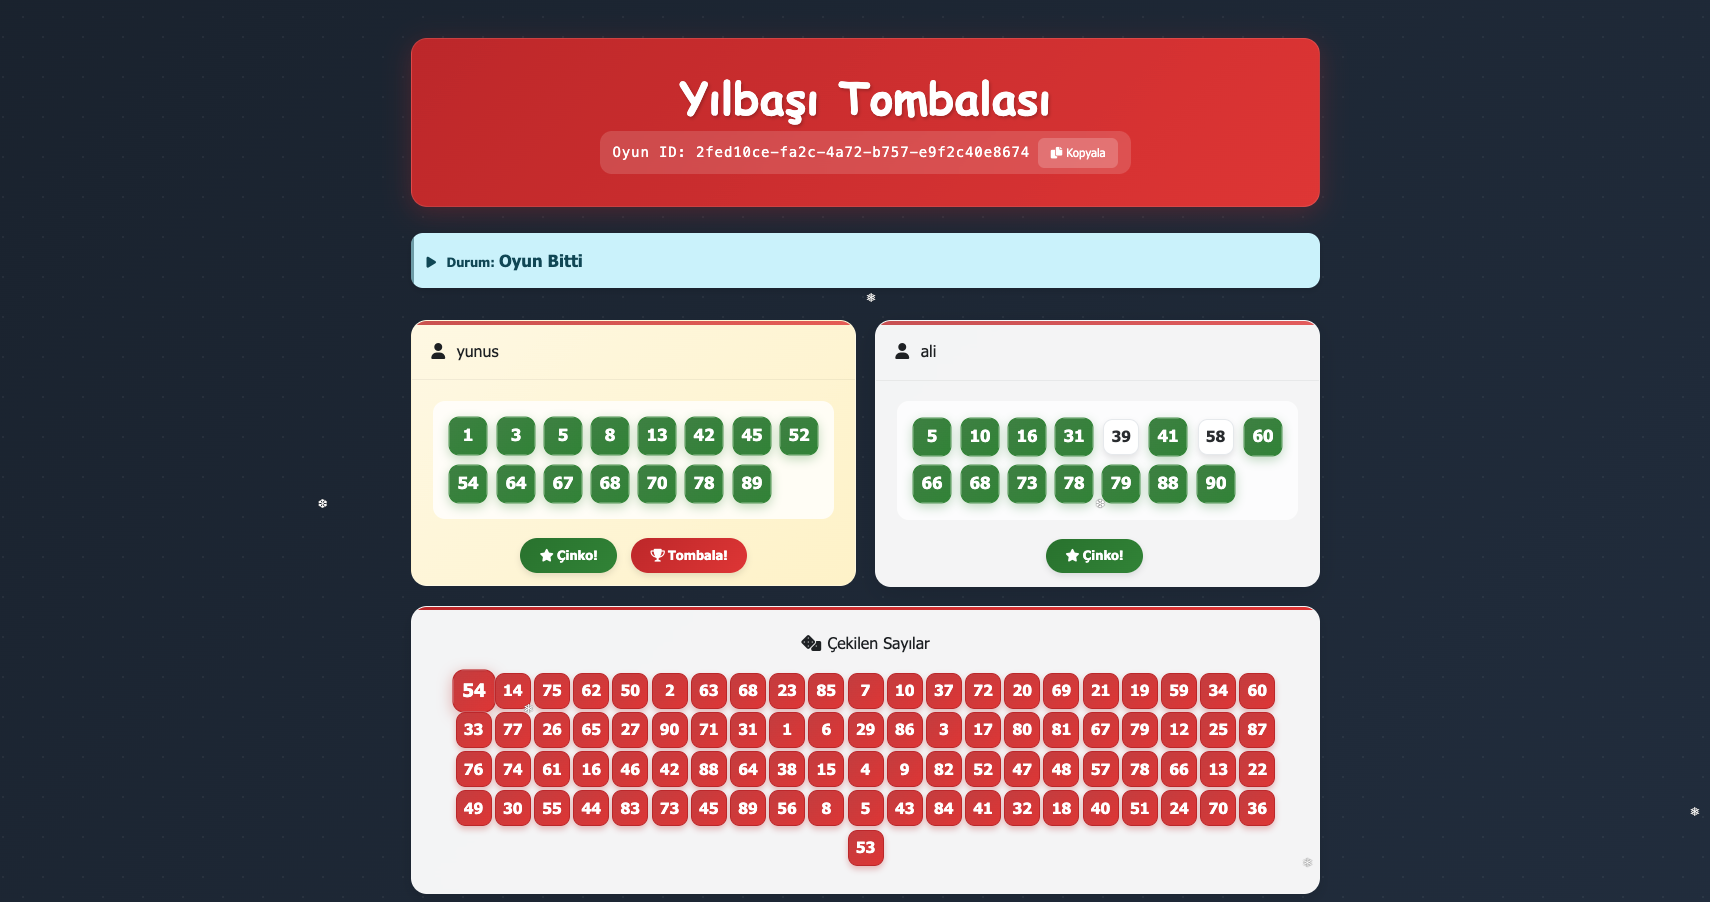 Yılbaşı Tombalası
Oyun ID: 2fed10ce-fa2c-4a72-b757-e9f2c40e8674 Kopyala
Durum: Oyun Bitti
yunus
1 3 5 8 13 42 45 52
54 64 67 68 70 78 89
Çinko! Tombala!
ali
5 10 16 31 39 41 58 60
66 68 73 78 79 88 90
Çinko!
Çekilen Sayılar
54 14 75 62 50 2 63 68 23 85 7 10 37 72 20 69 21 19 59 34 60
33 77 26 65 27 90 71 31 1 6 29 86 3 17 80 81 67 79 12 25 87
76 74 61 16 46 42 88 64 38 15 4 9 82 52 47 48 57 78 66 13 22
49 30 55 44 83 73 45 89 56 8 5 43 84 41 32 18 40 51 24 70 36
53